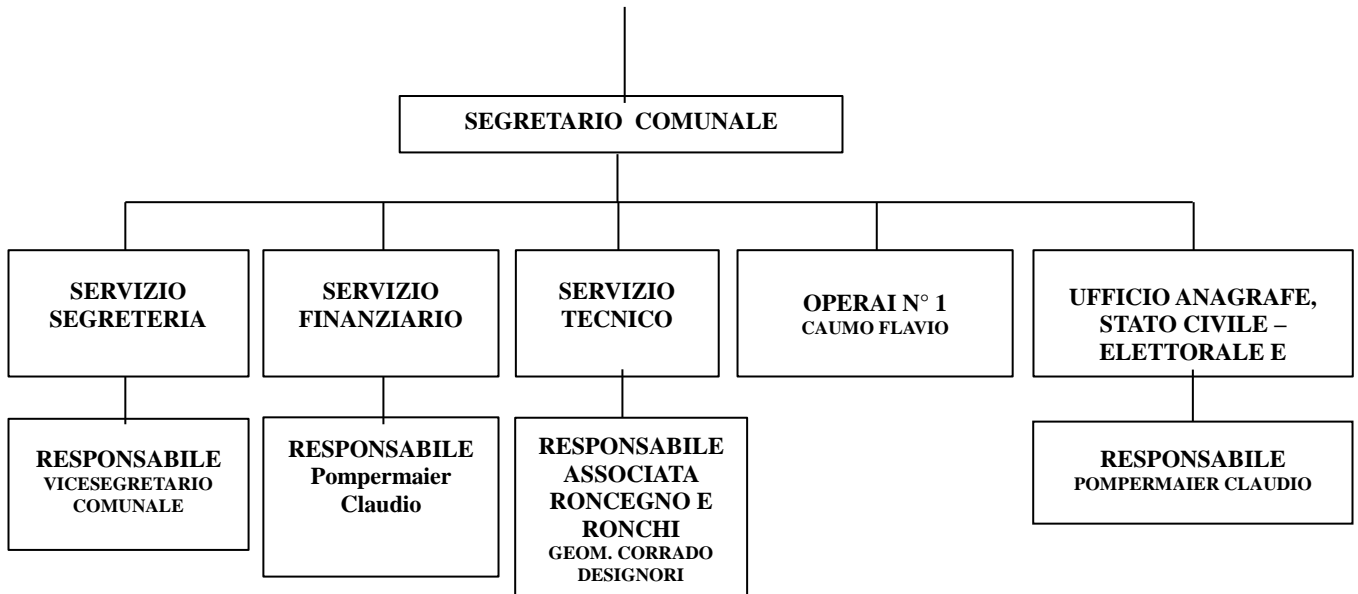 SEGRETARIO COMUNALE
SERVIZIO
SEGRETERIA
SERVIZIO
FINANZIARIO
SERVIZIO
TECNICO
OPERAI N° 1
CAUMO FLAVIO
UFFICIO ANAGRAFE,
STATO CIVILE –
ELETTORALE E
RESPONSABILE
VICESEGRETARIO
COMUNALE
RESPONSABILE
Pompermaier
Claudio
RESPONSABILE
ASSOCIATA
RONCEGNO E
RONCHI
GEOM. CORRADO
DESIGNORI
RESPONSABILE
POMPERMAIER CLAUDIO